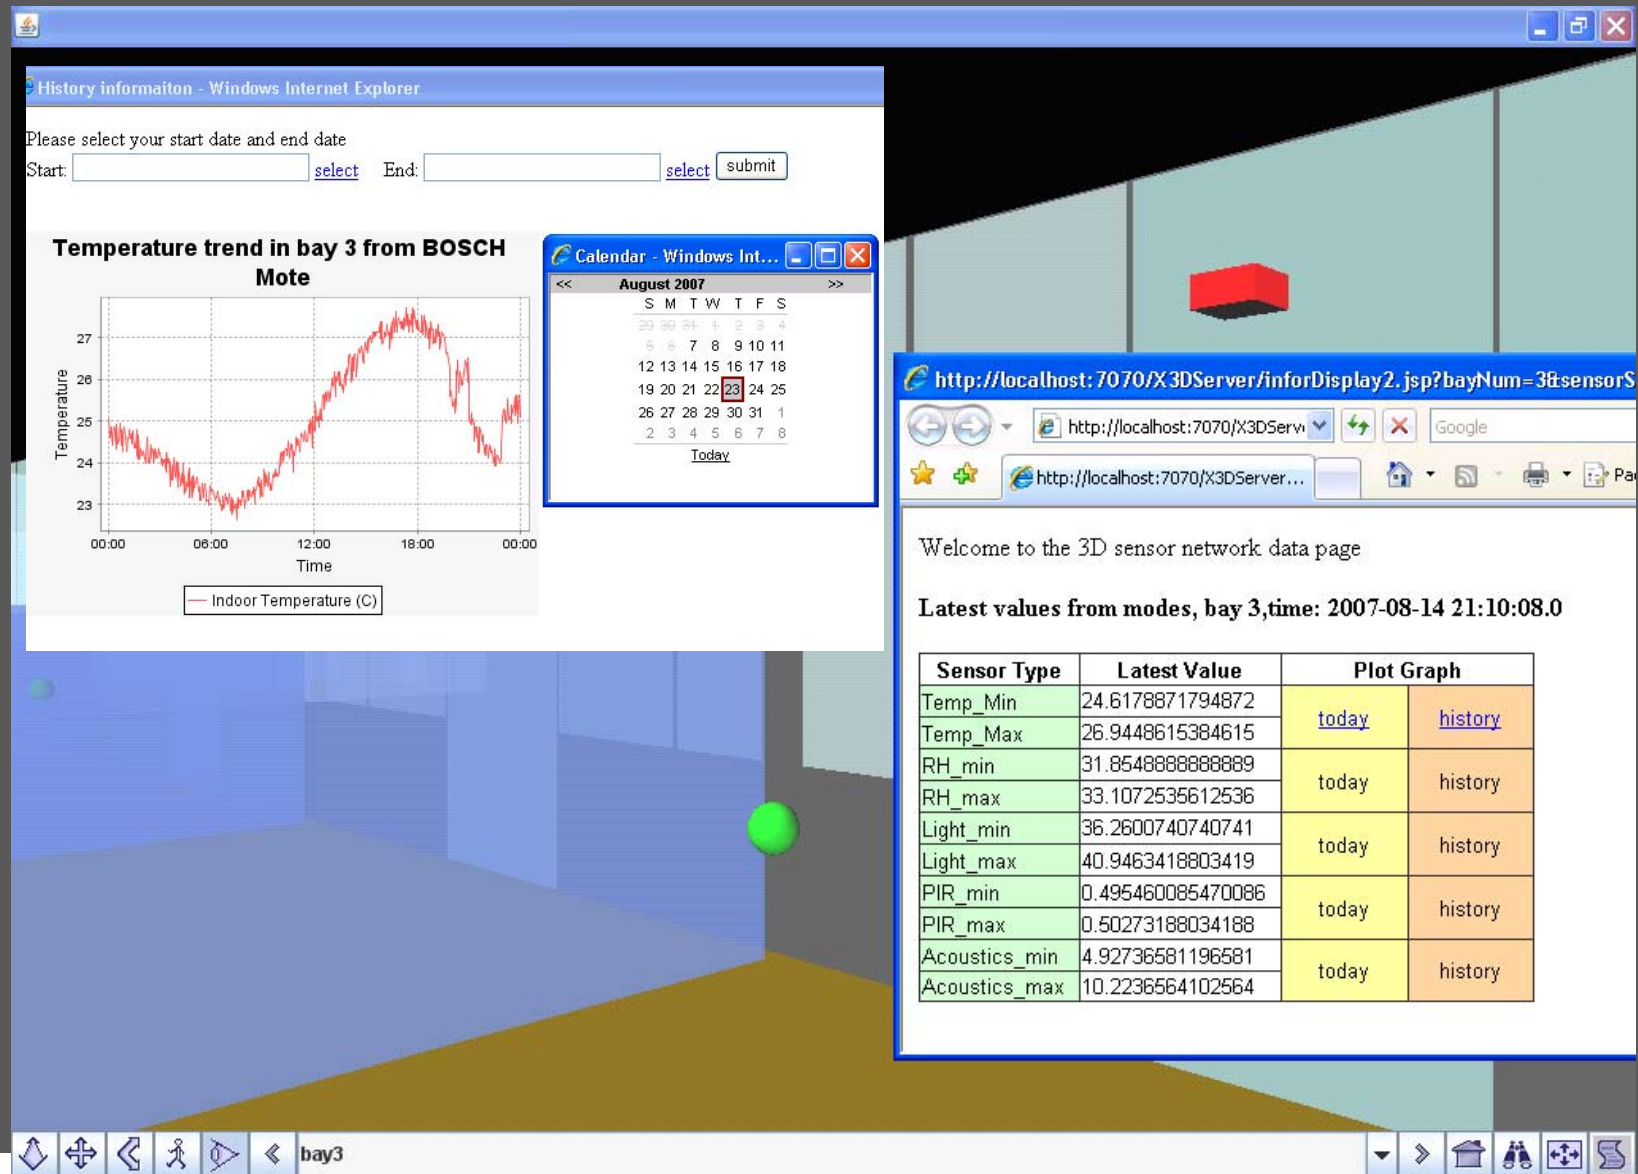 History informaiton - Windows Internet Explorer
Please select your start date and end date
Start: select End: select submit
Temperature trend in bay 3 from BOSCH
Mote
27
26
25
24
23
Temperature
00:00 06:00 12:00 18:00 00:00
Time
Indoor Temperature (C)
Calendar - Windows Int...
<< August 2007 >>
S M T W T F S
29 30 31 1 2 3 4
5 6 7 8 9 10 11
12 13 14 15 16 17 18
19 20 21 22 23 24 25
26 27 28 29 30 31 1
2 3 4 5 6 7 8
Today
http://localhost:7070/X3DServer/inforDisplay2.jsp?bayNum=3&sensorS
http://localhost:7070/X3DServ Google
http://localhost:7070/X3DServer... Pa
Welcome to the 3D sensor network data page
Latest values from modes, bay 3,time: 2007-08-14 21:10:08.0
Sensor Type Latest Value Plot Graph
Temp_Min 24.6178871794872 today history
Temp_Max 26.9448615384615
RH_min 31.8548888888889 today history
RH_max 33.1072535612536
Light_min 36.2600740740741 today history
Light_max 40.9463418803419
PIR_min 0.495460085470086 today history
PIR_max 0.50273188034188
Acoustics_min 4.92736581196581 today history
Acoustics_max 10.2236564102564
bay3